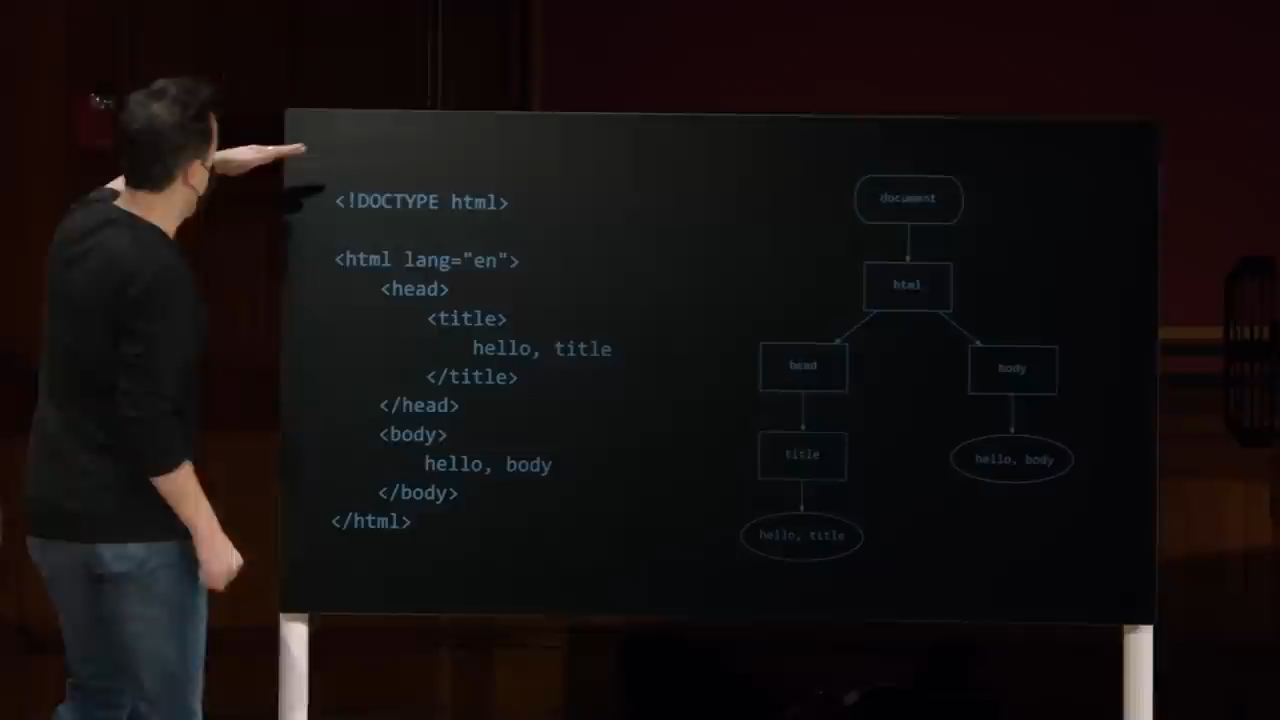 <!DOCTYPE html>
<html lang="en">
<head>
<title>
hello, title
</title>
</head>
<body>
hello, body
</body>
</html>
document
html
head
body
title
hello, body
hello, title